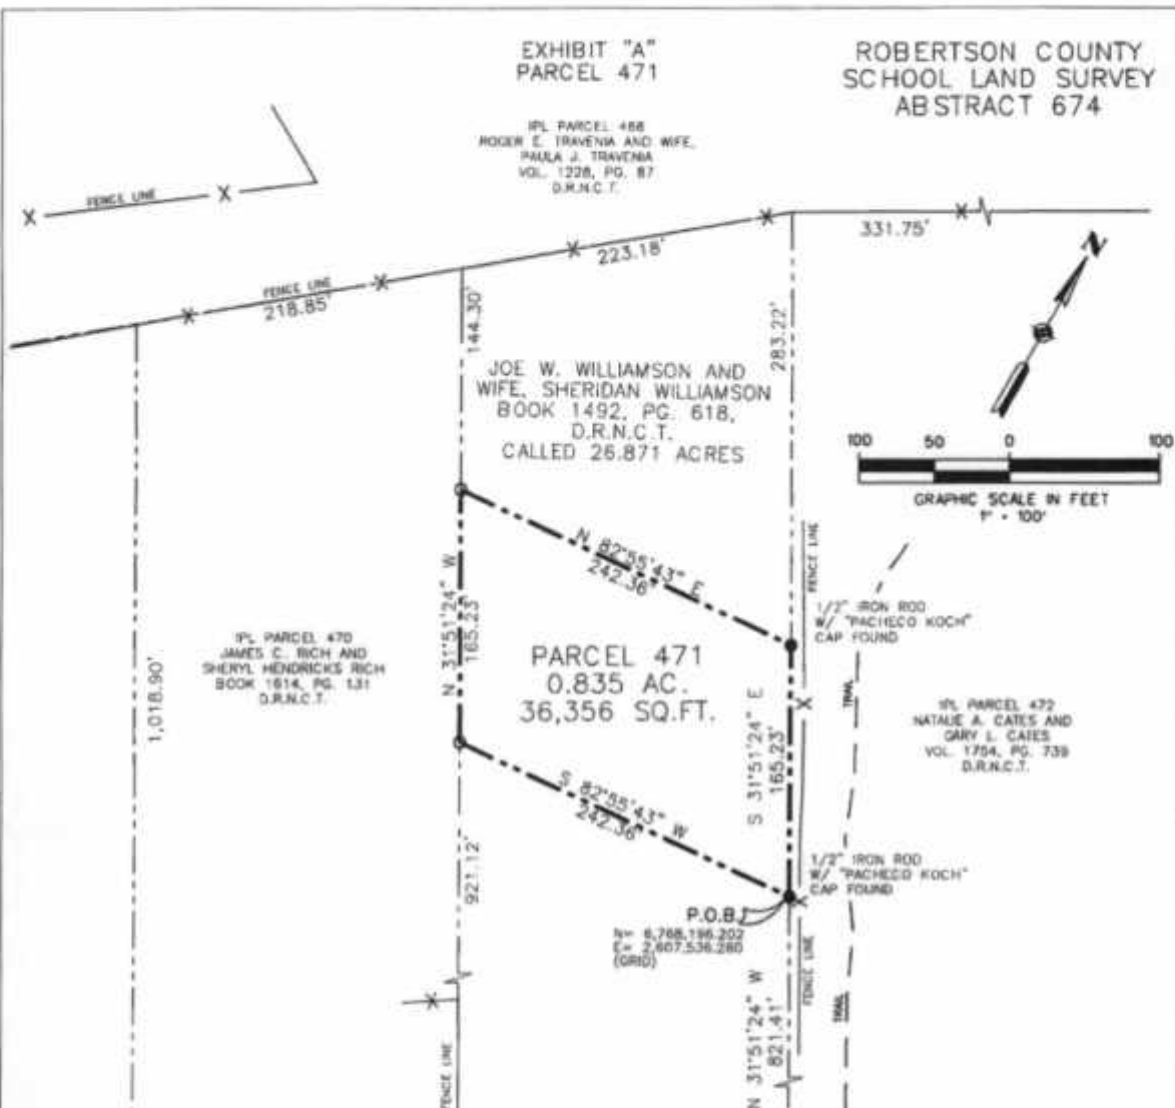 EXHIBIT "A"
PARCEL 471
ROBERTSON COUNTY
SCHOOL LAND SURVEY
ABSTRACT 674
IPL PARCEL 468
ROGER E. TRAVENIA AND WIFE,
PAULA J. TRAVENIA
VOL. 1228, PG. 87
D.R.N.C.T.
FENCE LINE
X
X
X
X
331.75'
223.18'
X
N
FENCE LINE
X
218.85'
X
144.30'
283.22'
JOE W. WILLIAMSON AND
WIFE, SHERIDAN WILLIAMSON
BOOK 1492, PG. 618,
D.R.N.C.T.
CALLED 26.871 ACRES
100 50 0 100
GRAPHIC SCALE IN FEET
1" - 100'
N 82°55'43" E
242.36'
FENCE LINE
1/2" IRON ROD
W/ "PACHECO KOCH"
CAP FOUND
N 31°51'24" W
165.23'
IPL PARCEL 470
JAMES C. RICH AND
SHERYL HENDRICKS RICH
BOOK 1614, PG. 131
D.R.N.C.T.
1,018.90'
PARCEL 471
0.835 AC.
36,356 SQ.FT.
S 31°51'24" E
165.23'
X
TRAIL
IPL PARCEL 472
NATALIE A. CATES AND
GARY L. CATES
VOL. 1754, PG. 739
D.R.N.C.T.
S 82°55'43" W
242.36'
921.12'
1/2" IRON ROD
W/ "PACHECO KOCH"
CAP FOUND
X
P.O.B.
N= 6,768,196.202
E= 2,607,536.280
(GRID)
FENCE LINE
X
TRAIL
N 31°51'24" W
821.41'
FENCE LINE